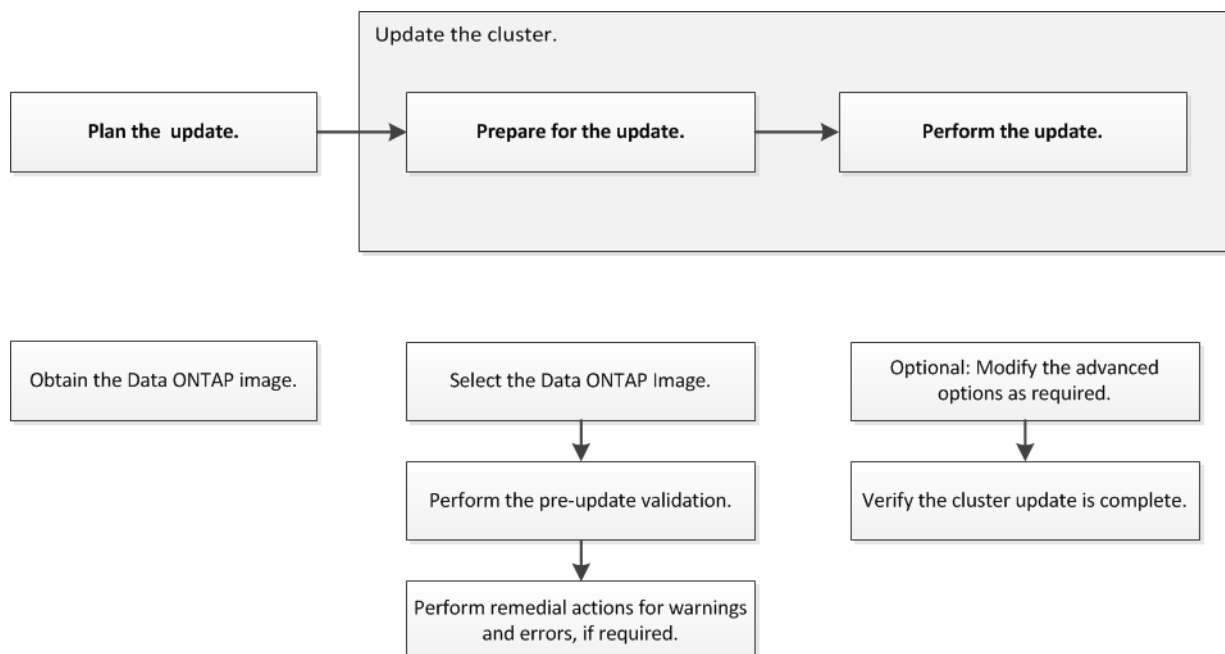 Update the cluster.
Plan the update.
Prepare for the update.
Perform the update.
Obtain the Data ONTAP image.
Select the Data ONTAP Image.
Optional: Modify the advanced
options as required.
Perform the pre-update validation.
Verify the cluster update is complete.
Perform remedial actions for warnings
and errors, if required.